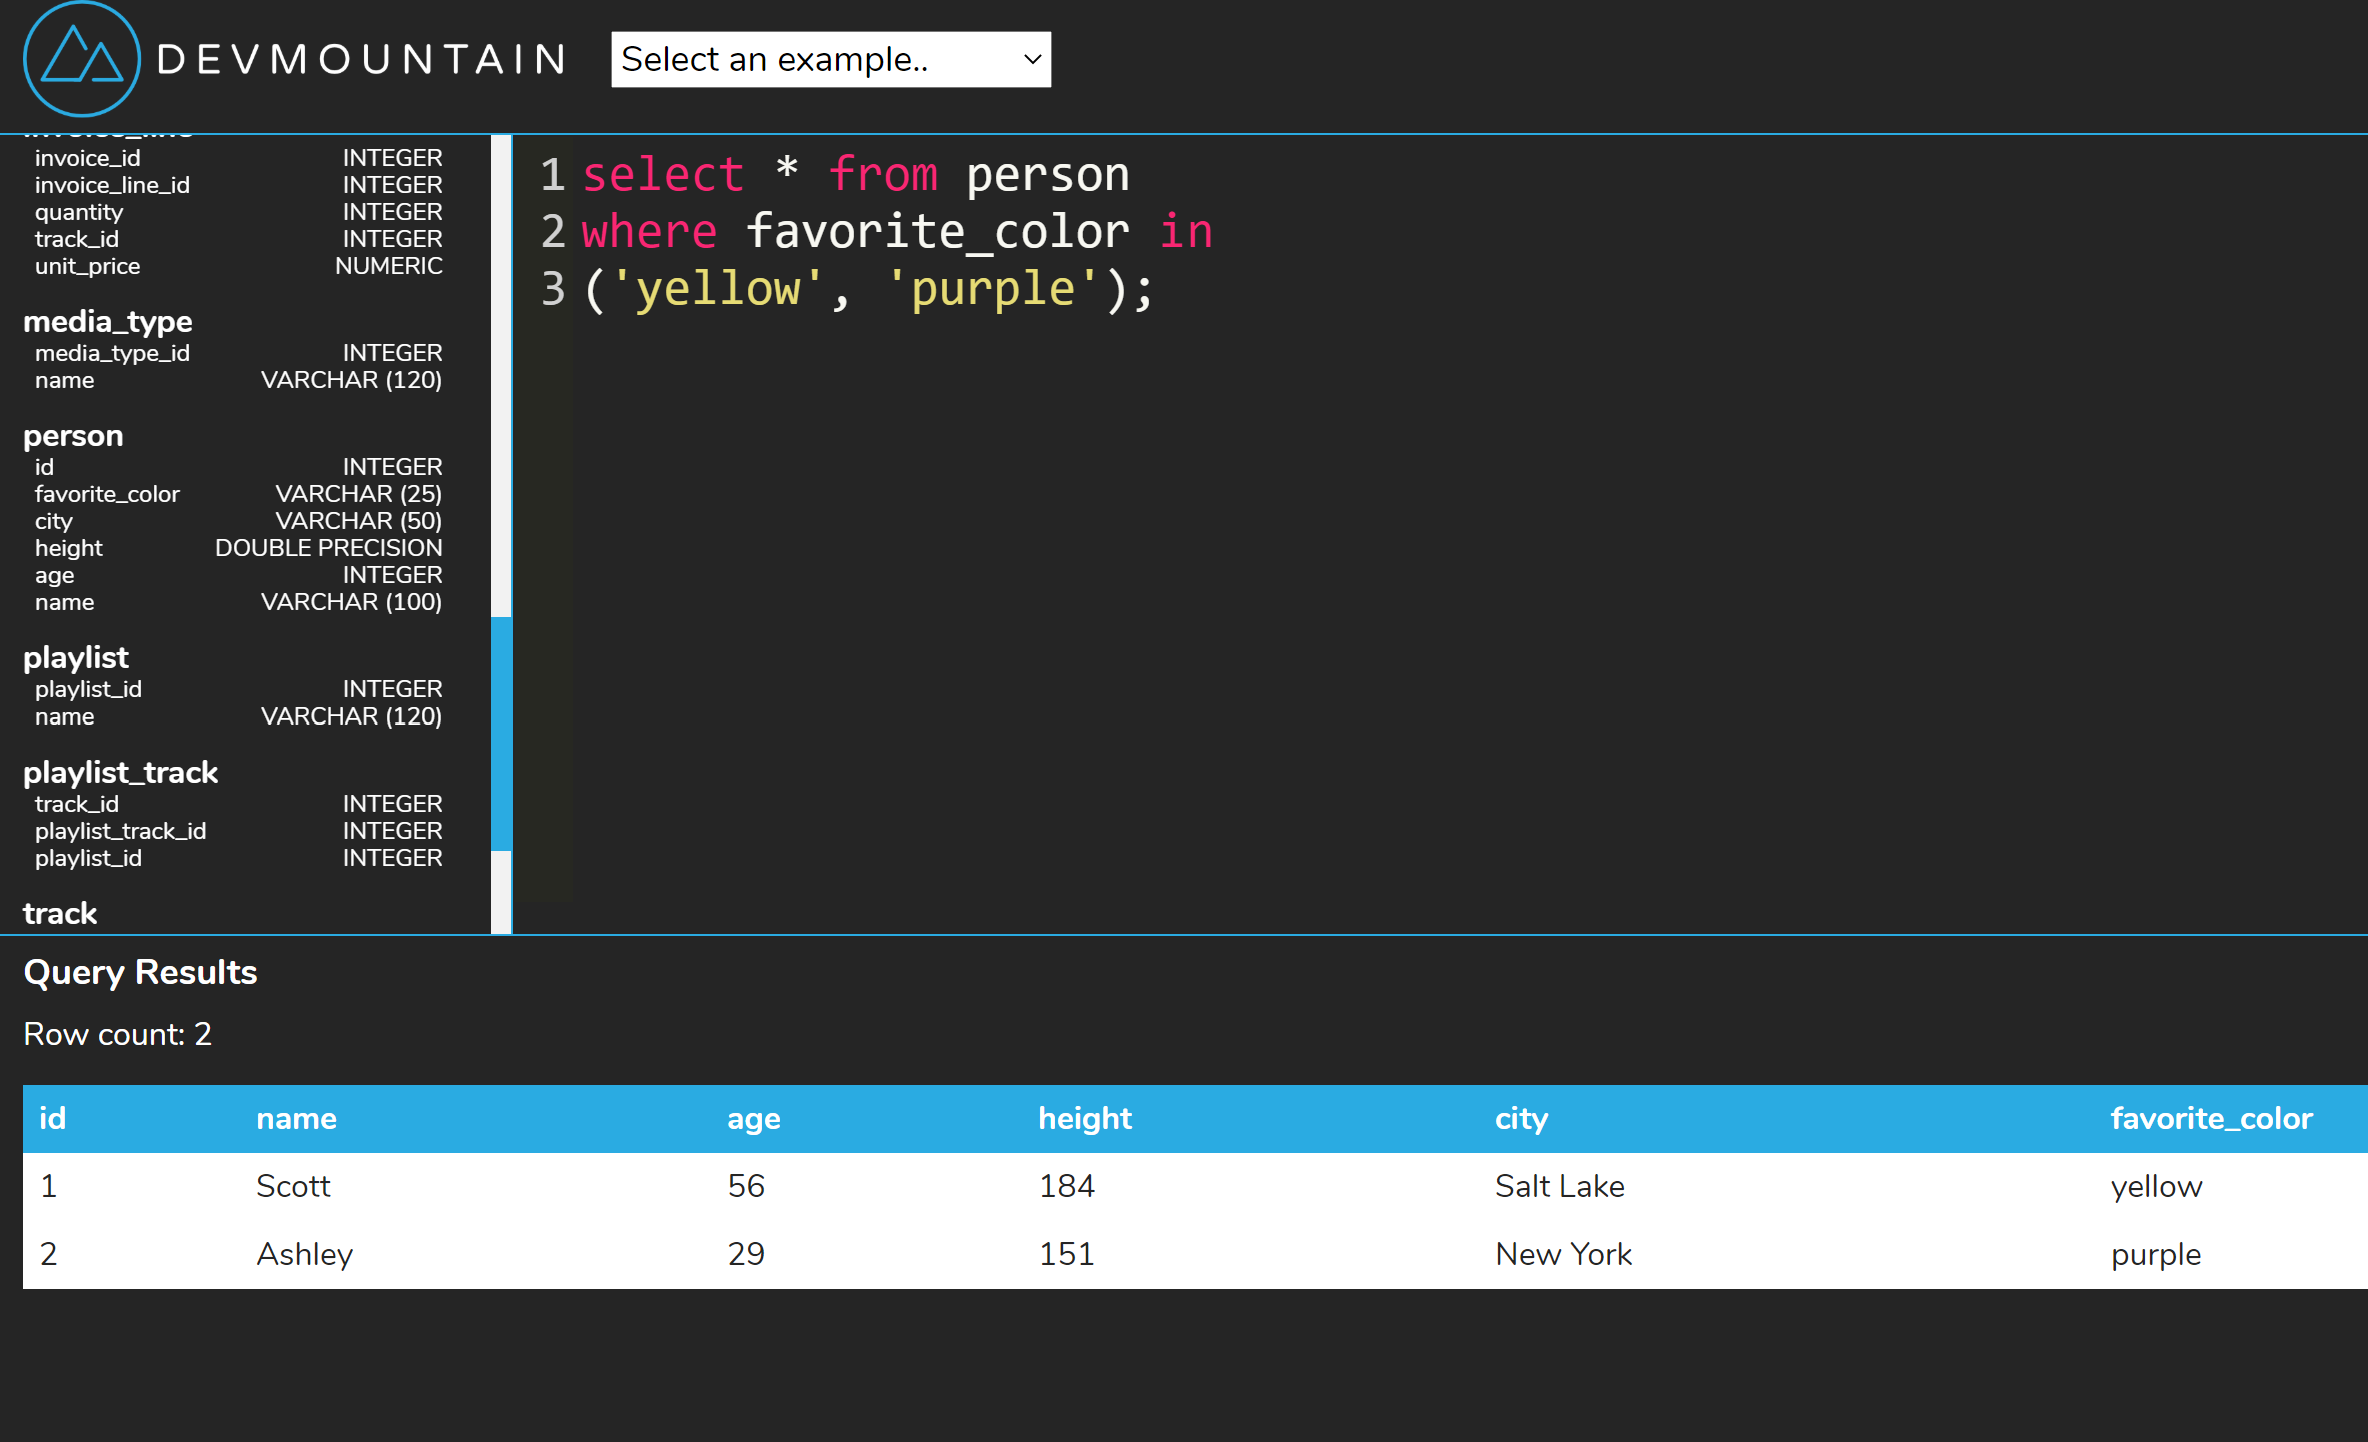 DEVMOUNTAIN
Select an example..
invoice_id INTEGER
invoice_line_id INTEGER
quantity INTEGER
track_id INTEGER
unit_price NUMERIC
media_type
media_type_id INTEGER
name VARCHAR (120)
person
id INTEGER
favorite_color VARCHAR (25)
city VARCHAR (50)
height DOUBLE PRECISION
age INTEGER
name VARCHAR (100)
playlist
playlist_id INTEGER
name VARCHAR (120)
playlist_track
track_id INTEGER
playlist_track_id INTEGER
playlist_id INTEGER
track
1 select * from person
2 where favorite_color in
3 ('yellow', 'purple');
Query Results
Row count: 2
id name age height city favorite_color
1 Scott 56 184 Salt Lake yellow
2 Ashley 29 151 New York purple